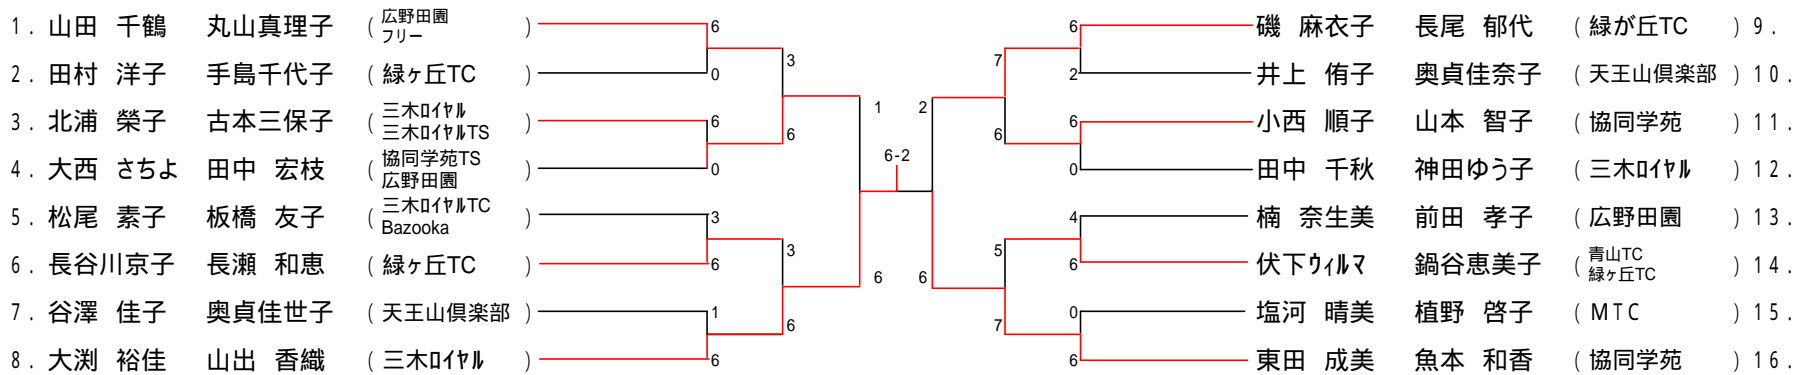 1. 山田 千鶴 丸山真理子 ( 広野田園 フリー )
2. 田村 洋子 手島千代子 ( 緑ヶ丘TC )
3. 北浦 榮子 古本三保子 ( 三木ﾛｲﾔﾙ 三木ﾛｲﾔﾙTS )
4. 大西 さちよ 田中 宏枝 ( 協同学苑TS 広野田園 )
5. 松尾 素子 板橋 友子 ( 三木ﾛｲﾔﾙTC Bazooka )
6. 長谷川京子 長瀬 和恵 ( 緑ヶ丘TC )
7. 谷澤 佳子 奥貞佳世子 ( 天王山倶楽部 )
8. 大渕 裕佳 山出 香織 ( 三木ﾛｲﾔﾙ )
6
0
6
0
3
6
1
6
3
6
3
6
1
6
6-2
2
6
7
6
5
7
6
2
6
0
4
6
0
6
磯 麻衣子 長尾 郁代 ( 緑が丘TC ) 9.
井上 侑子 奥貞佳奈子 ( 天王山倶楽部 ) 10.
小西 順子 山本 智子 ( 協同学苑 ) 11.
田中 千秋 神田ゆう子 ( 三木ﾛｲﾔﾙ ) 12.
楠 奈生美 前田 孝子 ( 広野田園 ) 13.
伏下ｳｨﾙﾏ 鍋谷恵美子 ( 青山TC 緑ヶ丘TC ) 14.
塩河 晴美 植野 啓子 ( MTC ) 15.
東田 成美 魚本 和香 ( 協同学苑 ) 16.